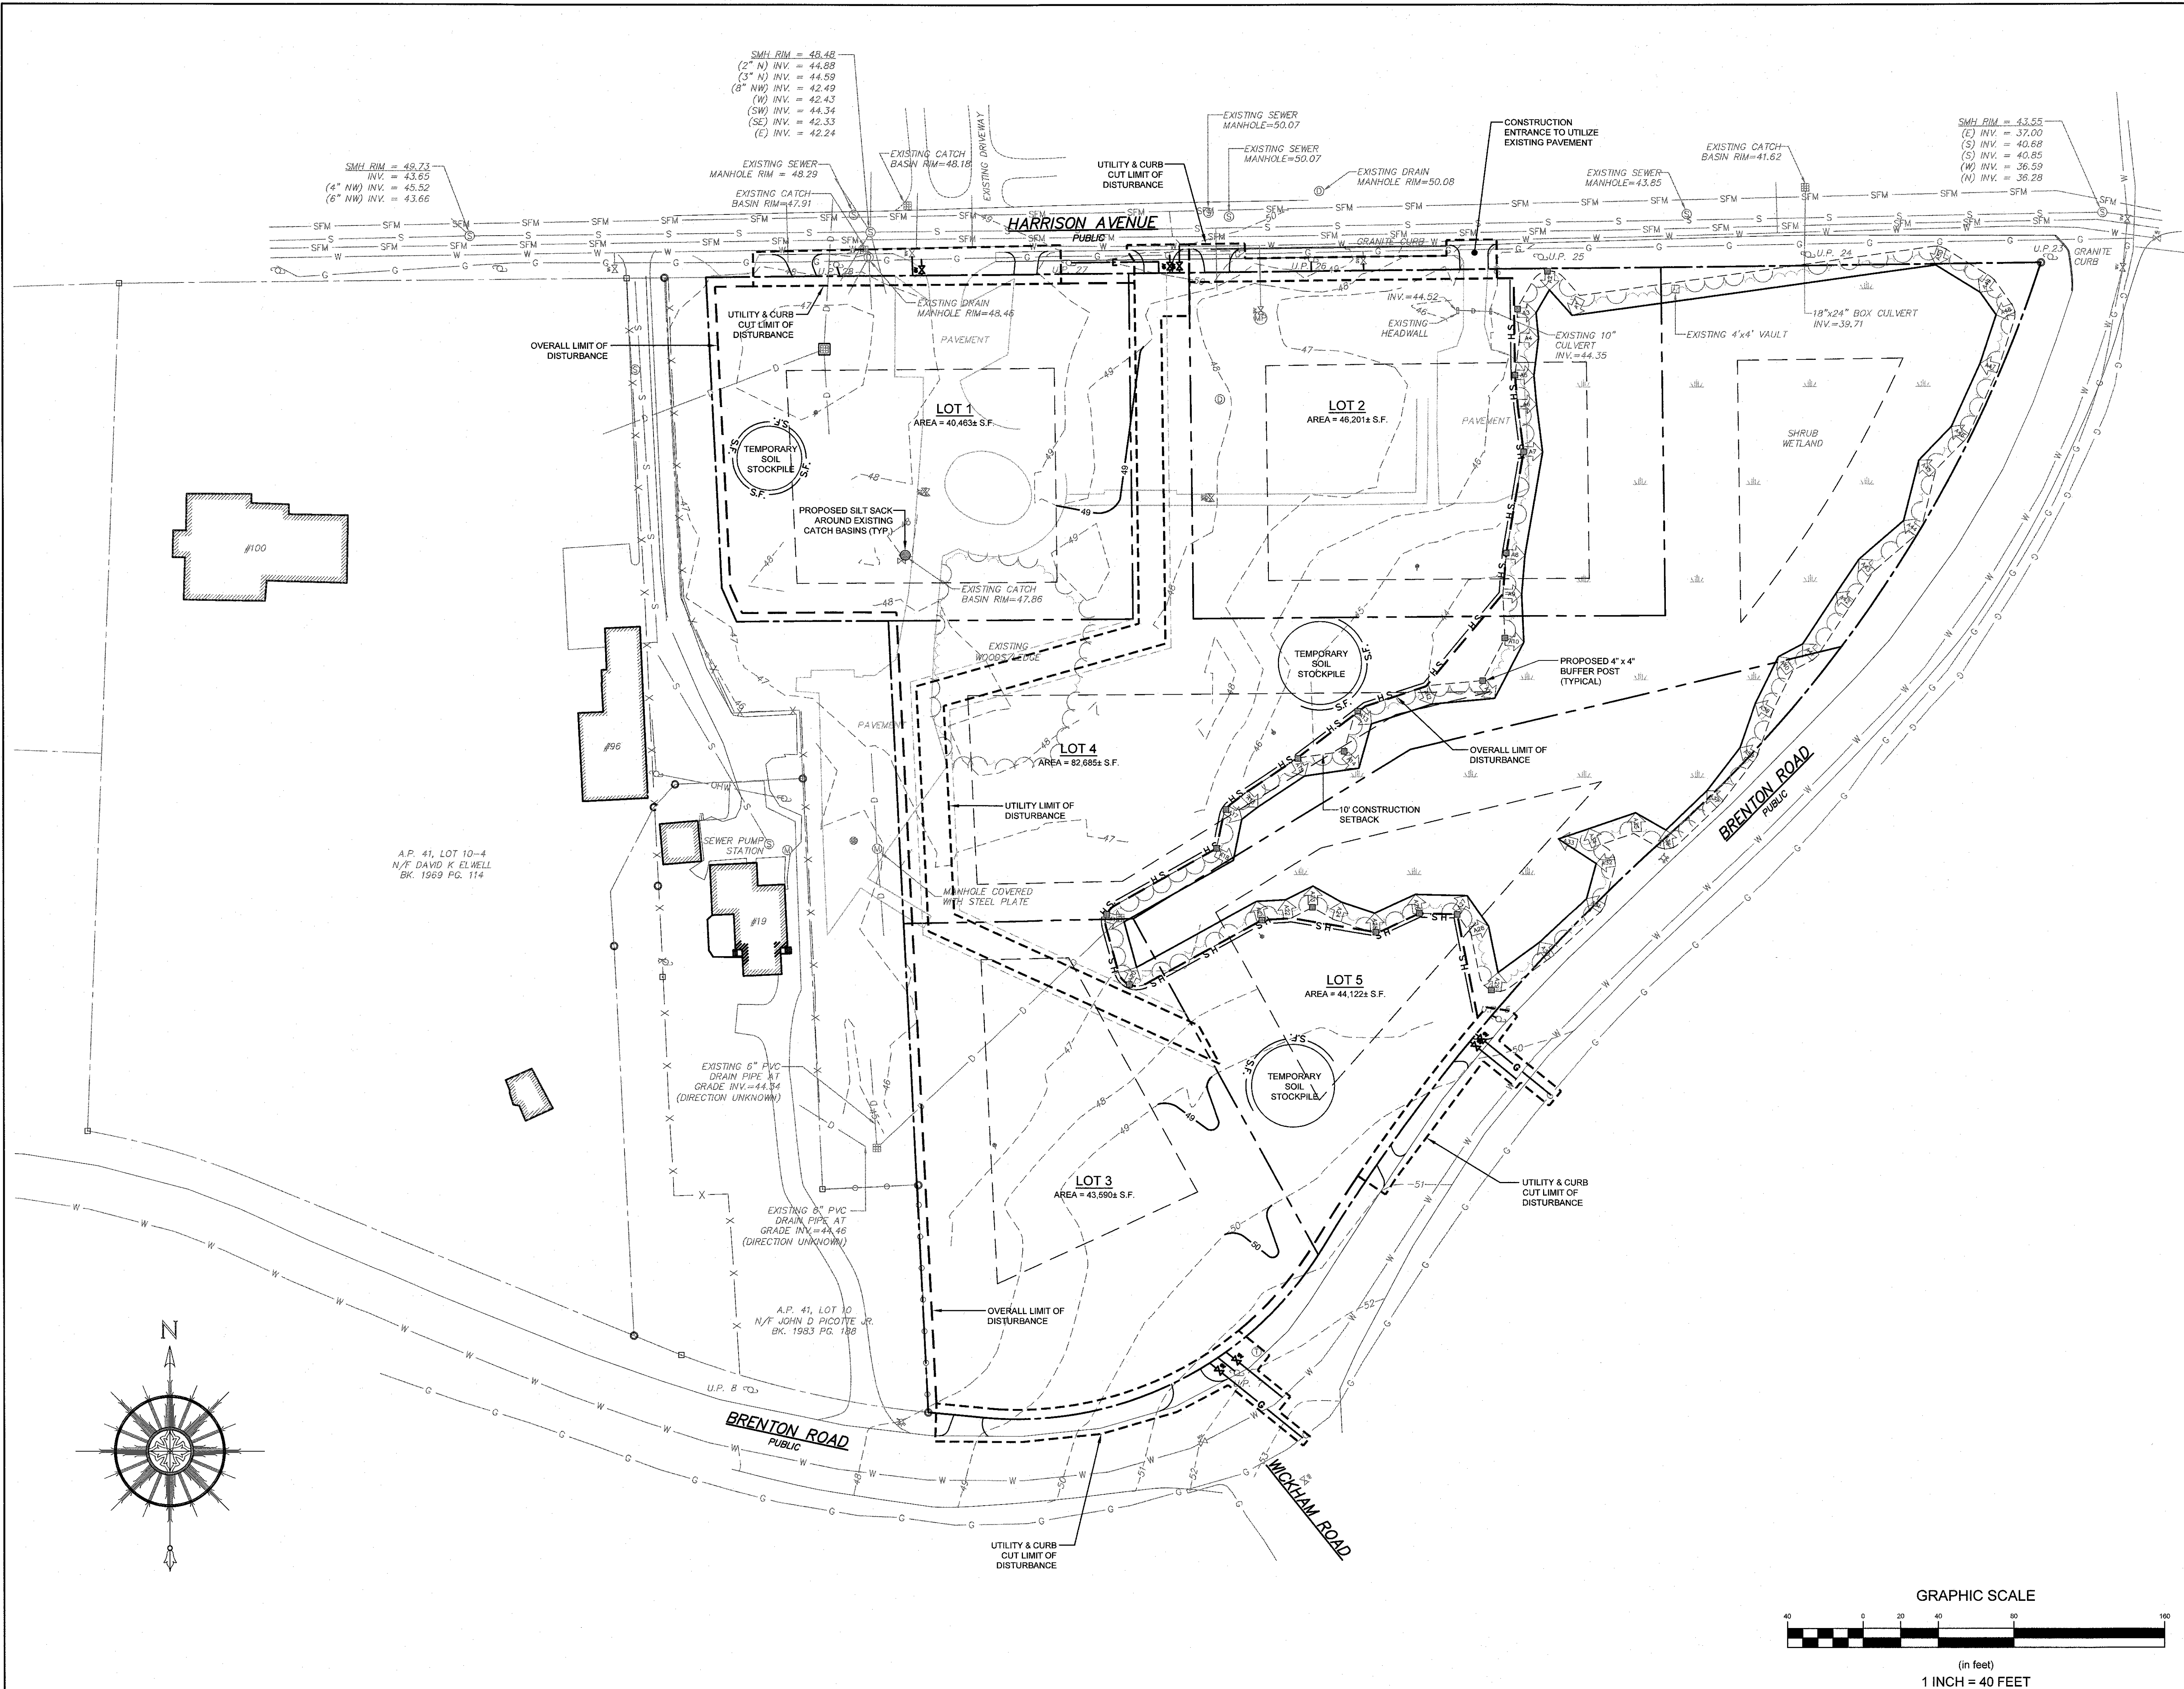 SMH RIM = 48.48
(2" N) INV. = 44.88
(3" N) INV. = 44.59
(8" NW) INV. = 42.49
(W) INV. = 42.43
(SW) INV. = 44.34
(SE) INV. = 42.33
(E) INV. = 42.24
SMH RIM = 49.73
INV. = 43.65
(4" NW) INV. = 45.52
(6" NW) INV. = 43.66
EXISTING SEWER
MANHOLE RIM = 48.29
EXISTING CATCH
BASIN RIM=47.91
EXISTING CATCH
BASIN RIM=48.18
EXISTING DRIVEWAY
UTILITY & CURB
CUT LIMIT OF
DISTURBANCE
EXISTING SEWER
MANHOLE=50.07
EXISTING SEWER
MANHOLE=50.07
EXISTING DRAIN
MANHOLE RIM=50.08
CONSTRUCTION
ENTRANCE TO UTILIZE
EXISTING PAVEMENT
EXISTING SEWER
MANHOLE=43.85
EXISTING CATCH
BASIN RIM=41.62
SMH RIM = 43.55
(E) INV. = 37.00
(S) INV. = 40.68
(S) INV. = 40.85
(W) INV. = 36.59
(N) INV. = 36.28
HARRISON AVENUE
PUBLIC
GRANITE CURB
U.P. 28
U.P. 27
U.P. 26
U.P. 25
U.P. 24
U.P. 23
GRANITE
CURB
UTILITY & CURB
CUT LIMIT OF
DISTURBANCE
OVERALL LIMIT OF
DISTURBANCE
EXISTING DRAIN
MANHOLE RIM=48.46
PAVEMENT
INV.=44.52
EXISTING
HEADWALL
EXISTING 10"
CULVERT
INV.=44.35
EXISTING 4'x4' VAULT
18"x24" BOX CULVERT
INV.=39.71
LOT 1
AREA = 40,463± S.F.
LOT 2
AREA = 46,201± S.F.
PAVEMENT
SHRUB
WETLAND
TEMPORARY
SOIL
STOCKPILE
S.F.
S.F.
S.F.
S.F.
PROPOSED SILT SACK
AROUND EXISTING
CATCH BASINS (TYP.)
EXISTING CATCH
BASIN RIM=47.86
#100
EXISTING
WOODS/LEDGE
TEMPORARY
SOIL
STOCKPILE
S.F.
S.F.
PROPOSED 4" x 4"
BUFFER POST
(TYPICAL)
#96
PAVEMENT
LOT 4
AREA = 82,685± S.F.
OVERALL LIMIT OF
DISTURBANCE
OHW
UTILITY LIMIT OF
DISTURBANCE
10' CONSTRUCTION
SETBACK
BRENTON ROAD
PUBLIC
SEWER PUMP
STATION
A.P. 41, LOT 10-4
N/F DAVID K ELWELL
BK. 1969 PG. 114
MANHOLE COVERED
WITH STEEL PLATE
#19
LOT 5
AREA = 44,122± S.F.
EXISTING 6" PVC
DRAIN PIPE AT
GRADE INV.=44.34
(DIRECTION UNKNOWN)
TEMPORARY
SOIL
STOCKPILE
S.F.
S.F.
LOT 3
AREA = 43,590± S.F.
UTILITY & CURB
CUT LIMIT OF
DISTURBANCE
EXISTING 6" PVC
DRAIN PIPE AT
GRADE INV.=44.46
(DIRECTION UNKNOWN)
A.P. 41, LOT 10
N/F JOHN D PICOTTE JR.
BK. 1983 PG. 188
OVERALL LIMIT OF
DISTURBANCE
N
U.P. 8
BRENTON ROAD
PUBLIC
WICKHAM ROAD
UTILITY & CURB
CUT LIMIT OF
DISTURBANCE
GRAPHIC SCALE
40 0 20 40 80 160
(in feet)
1 INCH = 40 FEET